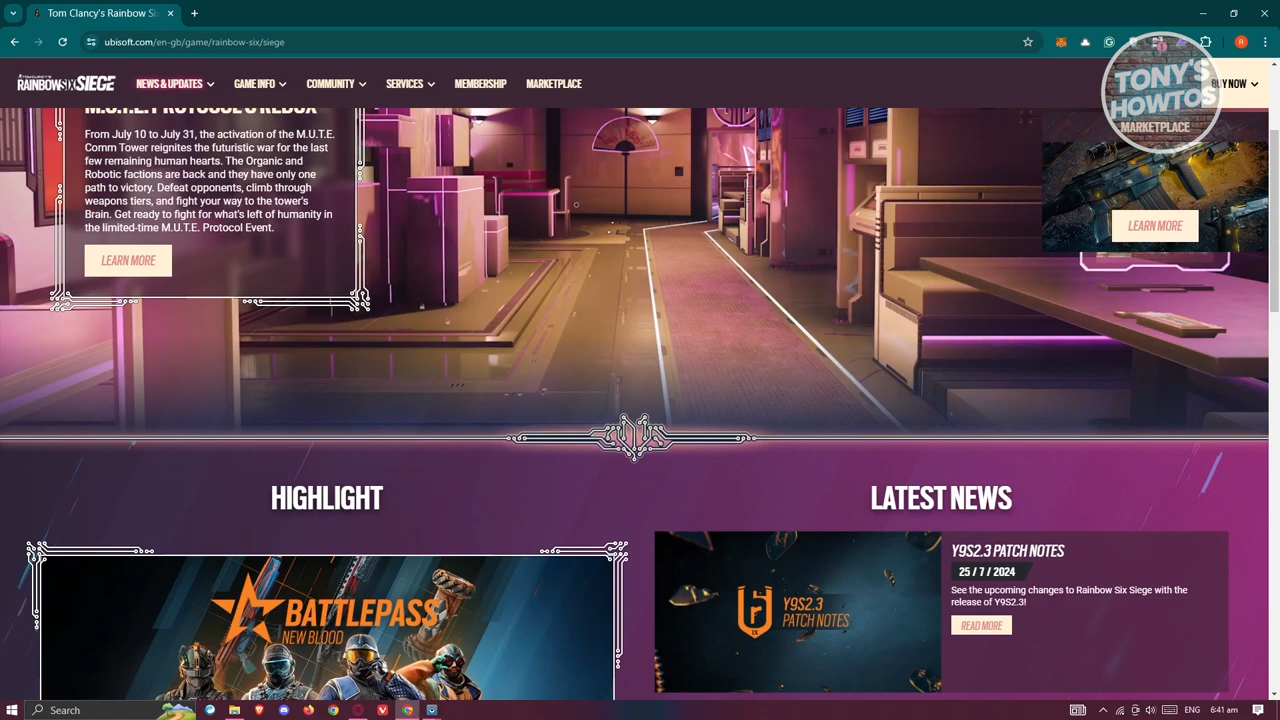 Tom Clancy's Rainbow Si
ubisoft.com/en-gb/game/rainbow-six/siege
TOM CLANCY'S
RAINBOWSIX SIEGE
NEWS & UPDATES
GAME INFO
COMMUNITY
SERVICES
MEMBERSHIP
MARKETPLACE
BUY NOW
TONY'S
HOWTOS
MARKETPLACE
M.U.T.E. PROTOCOL'S REDUX
From July 10 to July 31, the activation of the M.U.T.E.
Comm Tower reignites the futuristic war for the last
few remaining human hearts. The Organic and
Robotic factions are back and they have only one
path to victory. Defeat opponents, climb through
weapons tiers, and fight your way to the tower's
Brain. Get ready to fight for what's left of humanity in
the limited-time M.U.T.E. Protocol Event.
LEARN MORE
LEARN MORE
HIGHLIGHT
LATEST NEWS
BATTLEPASS
NEW BLOOD
Y9S2.3
PATCH NOTES
Y9S2.3 PATCH NOTES
25 / 7 / 2024
See the upcoming changes to Rainbow Six Siege with the
release of Y9S2.3!
READ MORE
Search
ENG
6:41 am